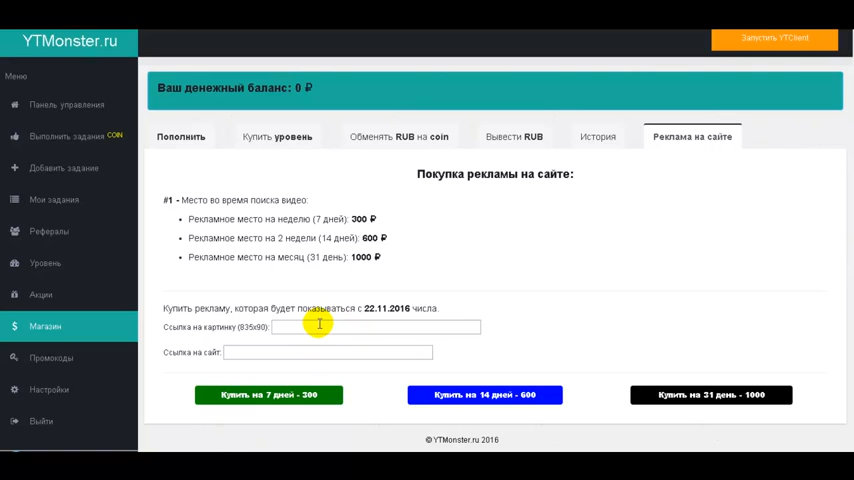 YTMonster.ru
Запустить YTClient
Меню
Панель управления
Выполнить задания COIN
Добавить задание
Мои задания
Рефералы
Уровень
Акции
Магазин
Промокоды
Настройки
Выйти
Ваш денежный баланс: 0 ₽
Пополнить
Купить уровень
Обменять RUB на coin
Вывести RUB
История
Реклама на сайте
Покупка рекламы на сайте:
#1 - Место во время поиска видео:
Рекламное место на неделю (7 дней): 300 ₽
Рекламное место на 2 недели (14 дней): 600 ₽
Рекламное место на месяц (31 день): 1000 ₽
Купить рекламу, которая будет показываться с 22.11.2016 числа.
Ссылка на картинку (835x90):
Ссылка на сайт:
Купить на 7 дней - 300
Купить на 14 дней - 600
Купить на 31 день - 1000
© YTMonster.ru 2016